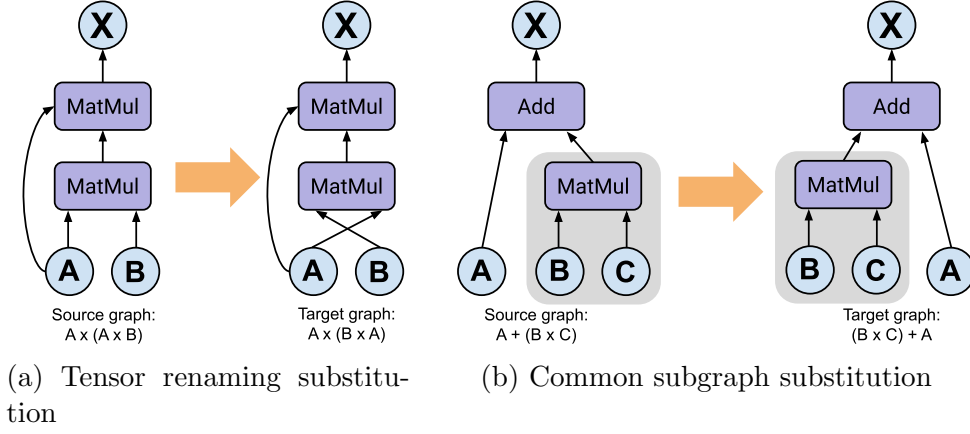 X
MatMul
MatMul
A
B
Source graph:
A x (A x B)
X
MatMul
MatMul
A
B
Target graph:
A x (B x A)
(a) Tensor renaming substitu-
tion
X
Add
MatMul
A
B
C
Source graph:
A + (B x C)
X
Add
MatMul
B
C
A
Target graph:
(B x C) + A
(b) Common subgraph substitution